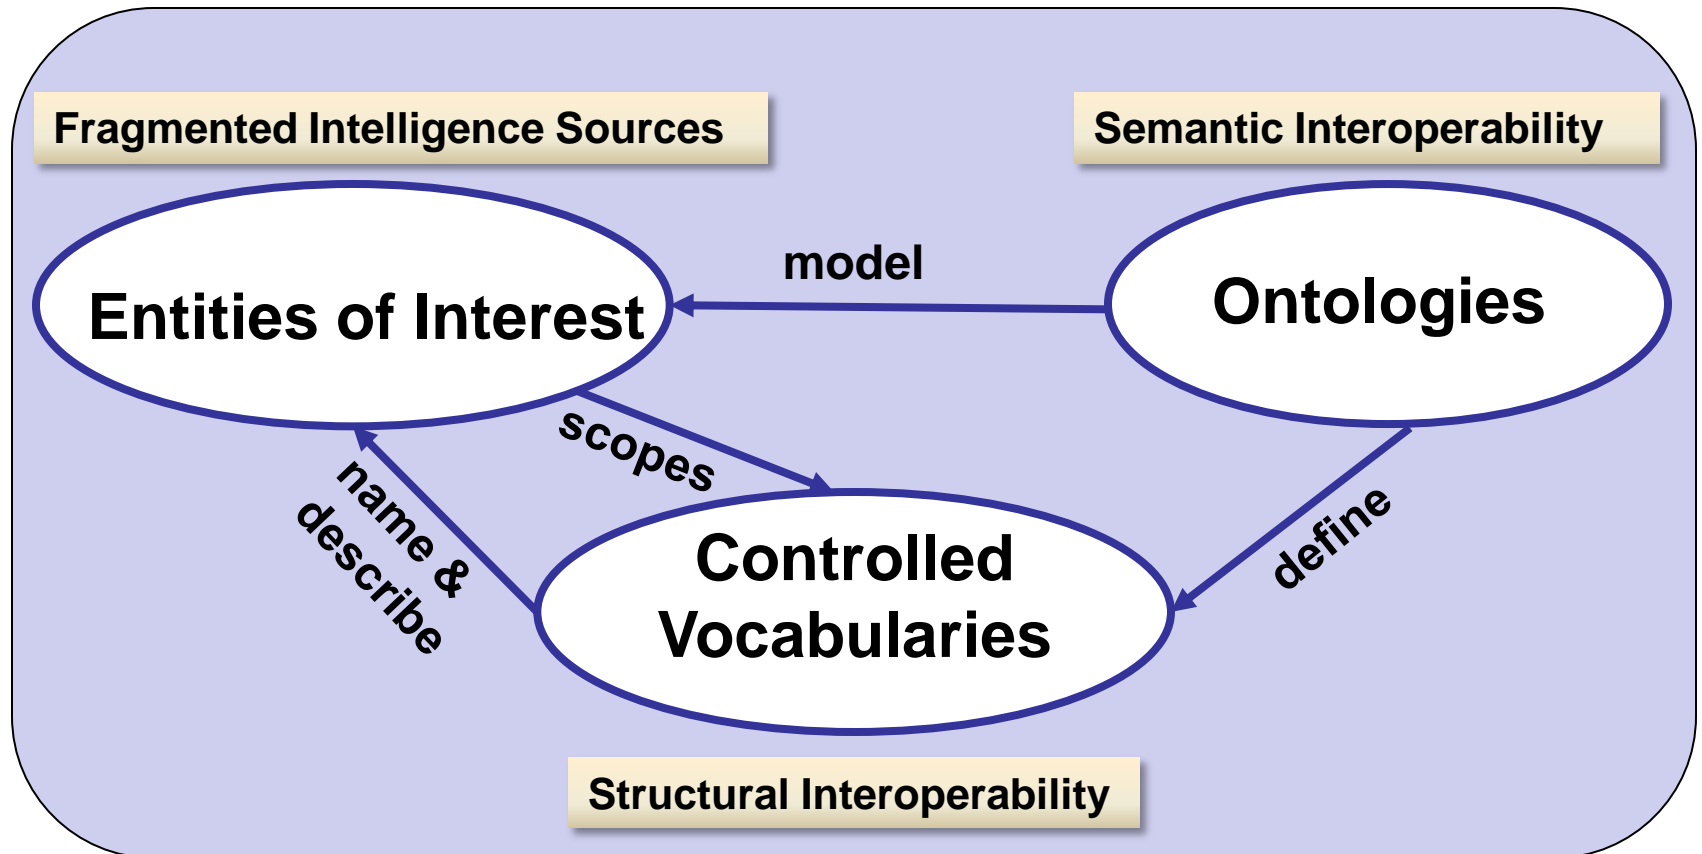 Fragmented Intelligence Sources
Semantic Interoperability
model
Entities of Interest
Ontologies
scopes
name &
describe
define
Controlled
Vocabularies
Structural Interoperability